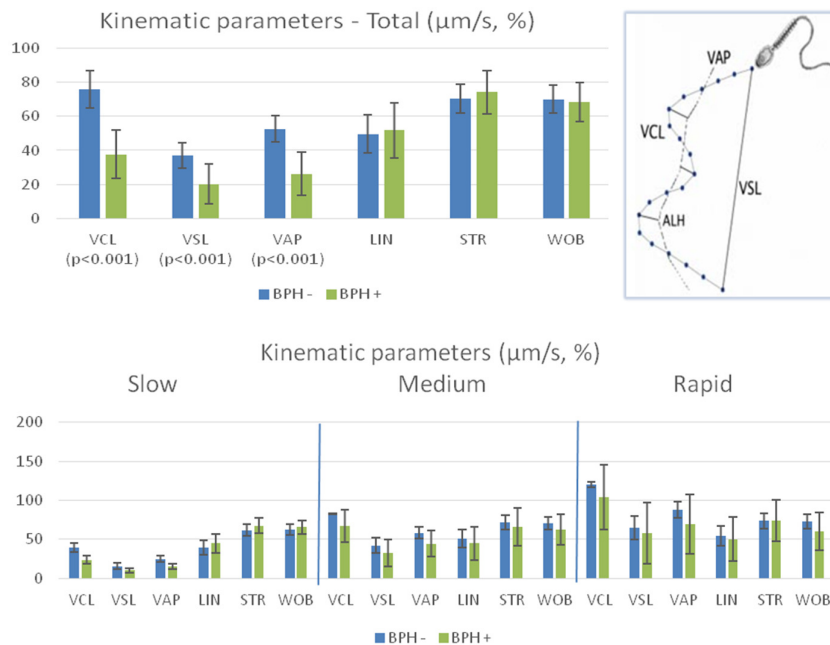 Kinematic parameters - Total (µm/s, %)
100
80
60
40
20
0
VCL VSL VAP LIN STR WOB
(p<0.001) (p<0.001) (p<0.001)
BPH - BPH +
VAP
VCL
VSL
ALH
Kinematic parameters (µm/s, %)
Slow Medium Rapid
200
150
100
50
0
VCL VSL VAP LIN STR WOB VCL VSL VAP LIN STR WOB VCL VSL VAP LIN STR WOB
BPH - BPH +